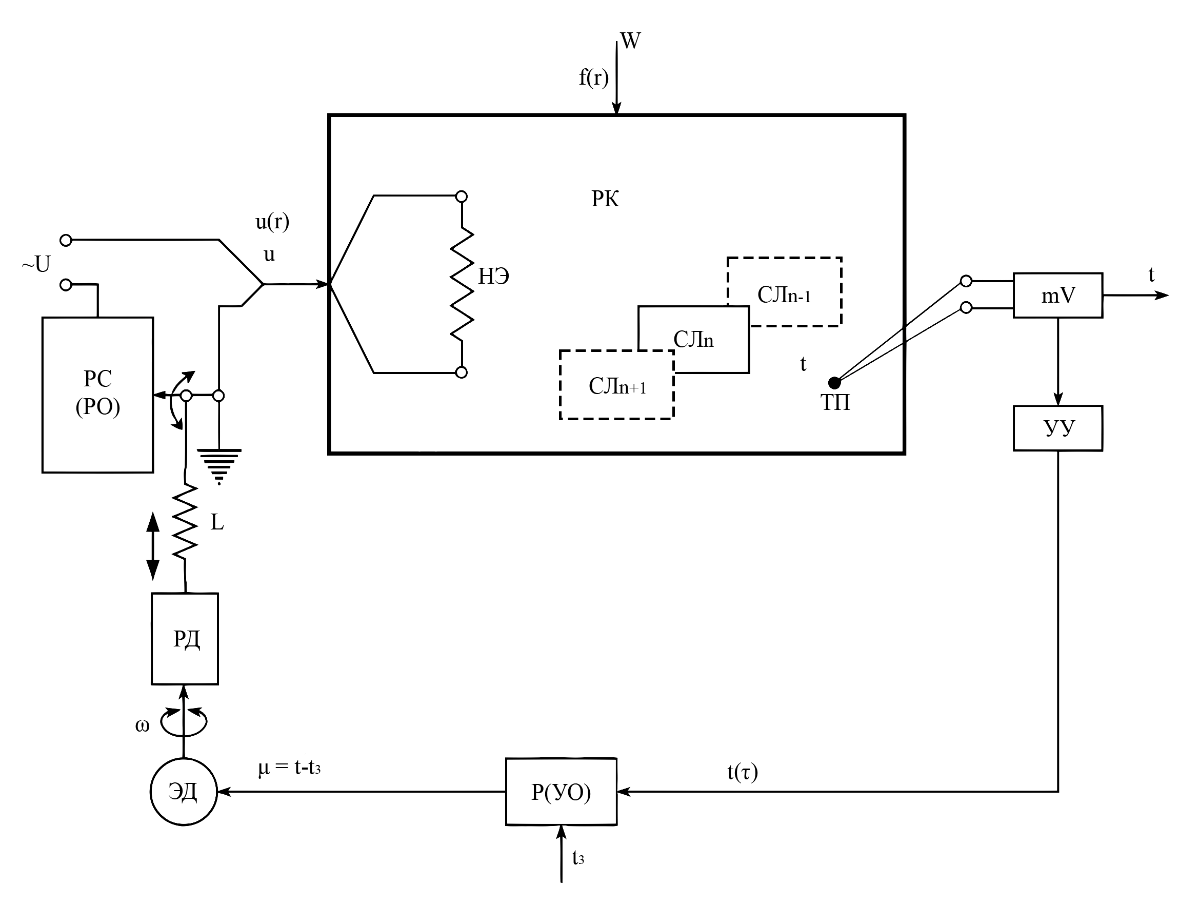 W
f(r)
РК
u(r)
u
~U
НЭ
СЛn-1
СЛn
СЛn+1
t
ТП
mV
t
УУ
РС
(РО)
L
РД
ω
ЭД
μ = t-tз
Р(УО)
t(τ)
tз